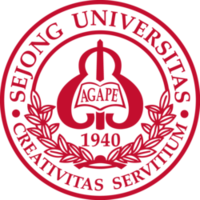 SEJONG UNIVERSITAS
AGAPE
1940
• CREATIVITAS SERVITIUM •